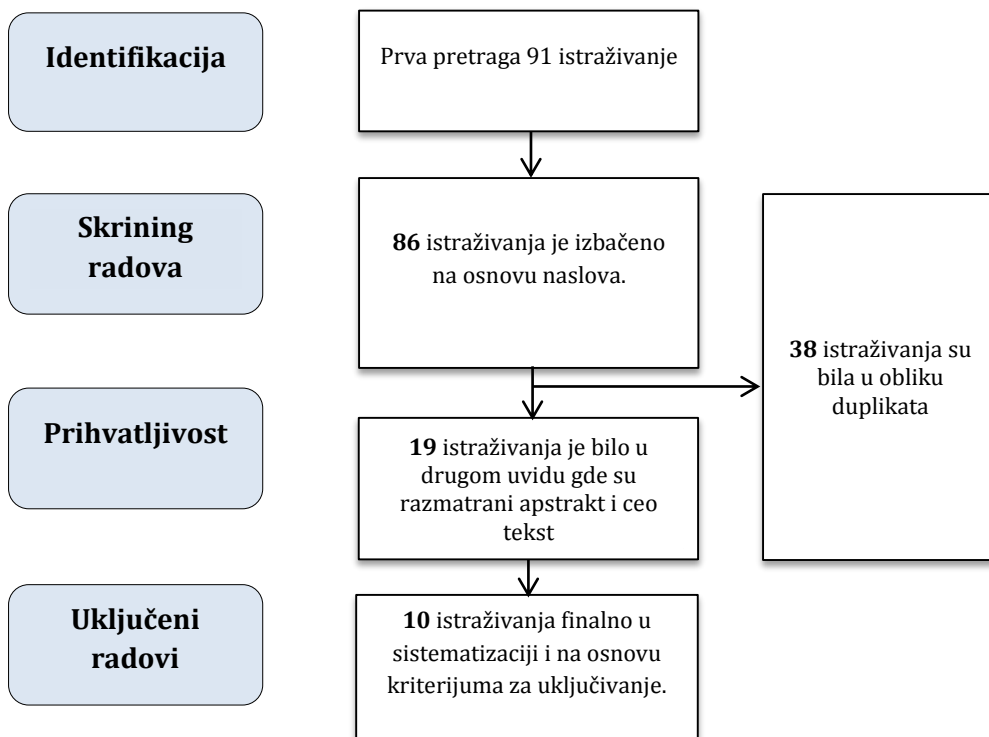 Identifikacija
Prva pretraga 91 istraživanje
Skrining
radova
86 istraživanja je izbačeno
na osnovu naslova.
38 istraživanja su
bila u obliku
duplikata
Prihvatljivost
19 istraživanja je bilo u
drugom uvidu gde su
razmatrani apstrakt i ceo
tekst
Uključeni
radovi
10 istraživanja finalno u
sistematizaciji i na osnovu
kriterijuma za uključivanje.